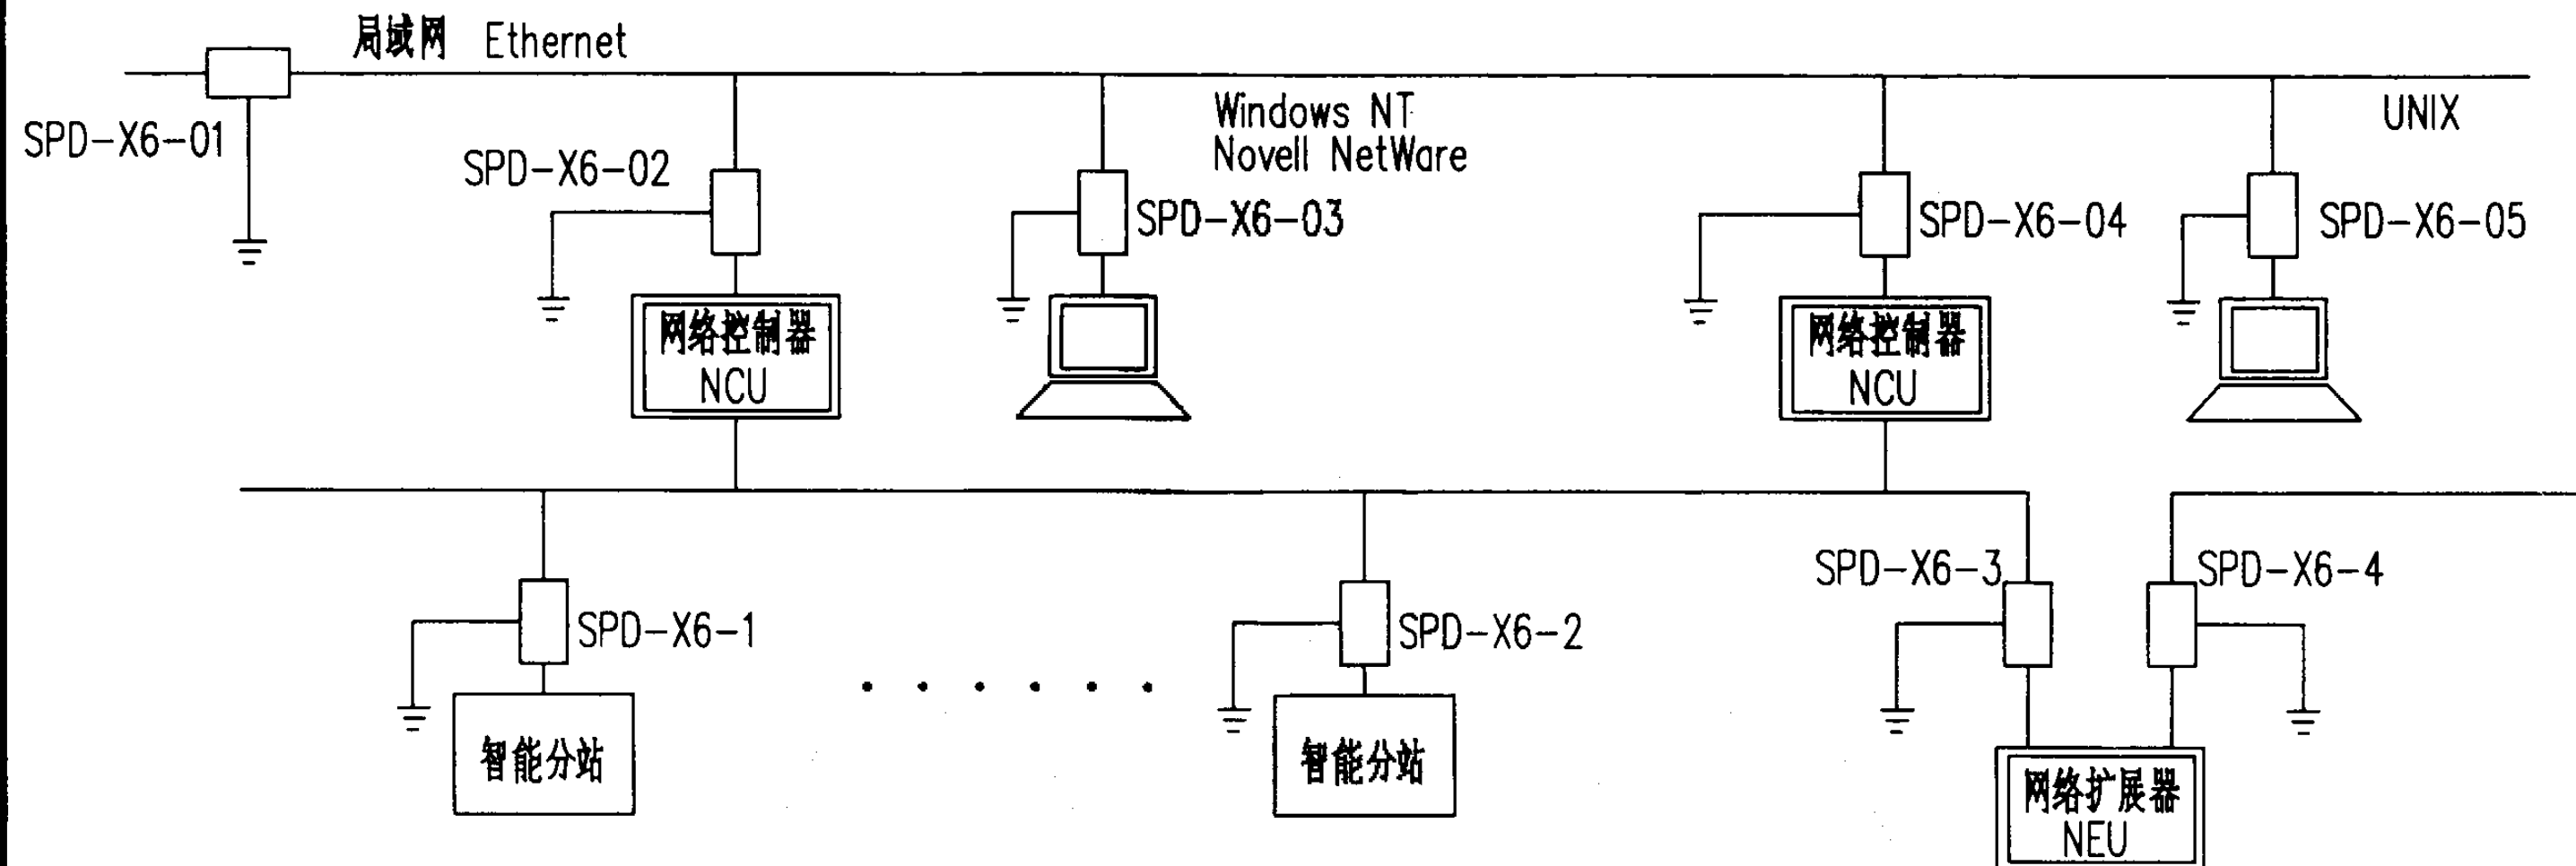 局域网 Ethernet
SPD-X6-01
SPD-X6-02
Windows NT
Novell NetWare
SPD-X6-03
SPD-X6-04
UNIX
SPD-X6-05
网络控制器
NCU
网络控制器
NCU
SPD-X6-1
SPD-X6-2
SPD-X6-3
SPD-X6-4
智能分站
智能分站
网络扩展器
NEU